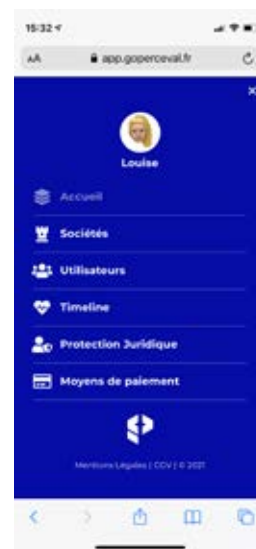 15:32
AA app.goperceval.fr
Louise
Accueil
Sociétés
Utilisateurs
Timeline
Protection Juridique
Moyens de paiement
Mentions Légales | CGV | © 2021